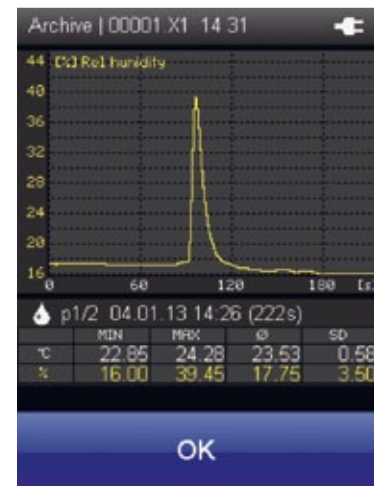 Archive | 00001.X1 14:31
44 [%] Rel humidity
40
36
32
28
24
20
16
0 60 120 180 [s]
p1/2 04.01.13 14:26 (222s)
MIN MAX Ø SD
°C 22.85 24.28 23.53 0.58
% 16.00 39.45 17.75 3.50
OK